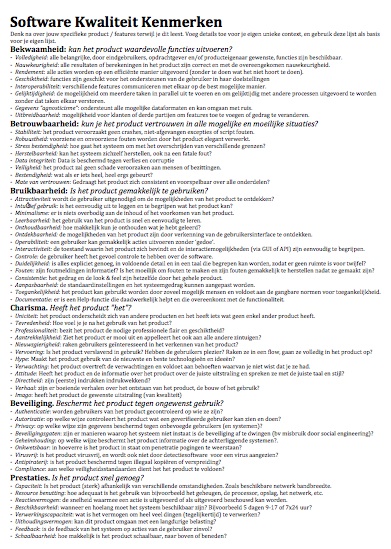 Software Kwaliteit Kenmerken
Denk na over jouw specifieke product / features terwijl je dit leest. Voeg details toe voor je eigen unieke context, en gebruik deze lijst als basis
voor je eigen lijst.
Bekwaamheid: kan het product waardevolle functies uitvoeren?
- Volledigheid: alle belangrijke, door eindgebruikers, opdrachtgever en/of producteigenaar gewenste, functies zijn beschikbaar.
- Nauwkeurigheid: alle resultaten of berekeningen in het product zijn correct en met de overeengekomen nauwkeurigheid.
- Rendement: alle acties worden op een efficiënte manier uitgevoerd (zonder te doen wat het niet hoort te doen).
- Geschiktheid: functies zijn geschikt voor het ondersteunen van de gebruiker in haar doelstellingen
- Interoperabiliteit: verschillende features communiceren met elkaar op de best mogelijke manier.
- Gelijktijdigheid: de mogelijkheid om meerdere taken in parallel uit te voeren en om gelijktijdig met andere processen uitgevoerd te worden
zonder dat taken elkaar verstoren.
- Gegevens "agnosticisme": ondersteunt alle mogelijke dataformaten en kan omgaan met ruis.
- Uitbreidbaarheid: mogelijkheid voor klanten of derde partijen om features toe te voegen of gedrag te veranderen.
Betrouwbaarheid: kun je het product vertrouwen in alle mogelijke en moeilijke situaties?
- Stabiliteit: het product veroorzaakt geen crashes, niet-afgevangen excepties of script fouten.
- Robuustheid: voorziene en onvoorziene fouten worden door het product elegant verwerkt.
- Stress bestendigheid: hoe gaat het systeem om met het overschrijden van verschillende grenzen?
- Herstelbaarheid: kan het systeem zichzelf herstellen, ook na een fatale fout?
- Data integriteit: Data is beschermd tegen verlies en corruptie
- Veiligheid: het product zal geen schade veroorzaken aan mensen of bezittingen.
- Bestendigheid: wat als er iets heel, heel ergs gebeurt?
- Mate van vertrouwen: Gedraagt het product zich consistent en voorspelbaar over alle onderdelen?
Bruikbaarheid: Is het product gemakkelijk te gebruiken?
- Attractiviteit wordt de gebruiker uitgenodigd om de mogelijkheden van het product te ontdekken?
- Intuïtief gebruik: is het eenvoudig uit te leggen en te begrijpen wat het product kan?
- Minimalisme: er is niets overbodig aan de inhoud of het voorkomen van het product.
- Leerbaarheid: het gebruik van het product is snel en eenvoudig te leren.
- Onthoudbaarheid: hoe makkelijk kun je onthouden wat je hebt geleerd?
- Ontdekbaarheid: de mogelijkheden van het product zijn door verkenning van de gebruikersinterface te ontdekken.
- Operabiliteit: een gebruiker kan gemakkelijk acties uitvoeren of zonder 'gedoe'.
- Interactiviteit: de toestand waarin het product zich bevindt en de interactiemogelijkheden (via GUI of API) zijn eenvoudig te begrijpen.
- Controle: de gebruiker heeft het gevoel controle te hebben over de software.
- Duidelijkheid: is alles expliciet genoeg, in voldoende detail en in een taal die begrepen kan worden, zodat er geen ruimte is voor twijfel?
- Fouten: zijn foutmeldingen informatief? Is het moeilijk om fouten te maken en zijn fouten gemakkelijk te herstellen nadat ze gemaakt zijn?
- Consistentie: het gedrag en de look & feel zijn hetzelfde door het gehele product.
- Aanpasbaarheid: de standaardinstellingen en het systeemgedrag kunnen aangepast worden.
- Toegankelijkheid: het product kan gebruikt worden door zoveel mogelijk mensen en voldoet aan de gangbare normen voor toegankelijkheid.
- Documentatie: er is een Help-functie die daadwerkelijk helpt en die overeenkomt met de functionaliteit.
Charisma. Heeft het product "het"?
- Uniciteit: het product onderscheidt zich van anderen producten en het heeft iets wat geen enkel ander product heeft.
- Tevredenheid: Hoe voel je je na het gebruik van het product?
- Professionaliteit: bezit het product de nodige professionele flair en geschiktheid?
- Aantrekkelijkheid: Ziet het product er mooi uit en appelleert het ook aan alle andere zintuigen?
- Nieuwsgierigheid: raken gebruikers geïnteresseerd in het verkennen van het product?
- Vervoering: Is het product verslavend in gebruik? Hebben de gebruikers plezier? Raken ze in een flow, gaan ze volledig in het product op?
- Hype: Maakt het product gebruik van de nieuwste en beste technologieën en ideeën?
- Verwachting: het product overtreft de verwachtingen en voldoet aan behoeften waarvan je niet wist dat je ze had.
- Attitude: Heeft het product en de informatie over het product de juiste uitstraling en spreken ze met de juiste taal en stijl?
- Directheid: zijn (eerste) indrukken indrukwekkend?
- Verhaal: zijn er boeiende verhalen over het ontstaan van het product, de bouw of het gebruik?
- Imago: heeft het product de gewenste uitstraling (van kwaliteit)
Beveiliging. Beschermt het product tegen ongewenst gebruik?
- Authenticatie: worden gebruikers van het product gecontroleerd op wie ze zijn?
- Autorisatie: op welke wijze controleert het product wat een geverifieerde gebruiker kan zien en doen?
- Privacy: op welke wijze zijn gegevens beschermd tegen onbevoegde gebruikers (en systemen)?
- Beveiligingsgaten: zijn er manieren waarop het systeem niet instaat is de beveiliging af te dwingen (bv misbruik door social engineering)?
- Geheimhouding: op welke wijze beschermt het product informatie over de achterliggende systemen?.
- Onkwetsbaar: in hoeverre is het product in staat om penetratie pogingen te weerstaan?
- Virusvrij: is het product virusvrij, en wordt ook niet door detectiesoftware voor een virus aangezien?
- Antipiraterij: is het product beschermd tegen illegaal kopiëren of verspreiding?
- Compliance: aan welke veiligheidsstandaarden dient het het product te voldoen?
Prestaties. Is het product snel genoeg?
- Capaciteit: is het product (sterk) afhankelijk van verschillende omstandigheden. Zoals beschikbare netwerk bandbreedte.
- Resource benutting: hoe adequaat is het gebruik van bijvoorbeeld het geheugen, de processor, opslag, het netwerk, etc.
- Reactievermogen: de snelheid waarmee een actie is uitgevoerd of als uitgevoerd beschouwd kan worden.
- Beschikbaarheid: wanneer en hoelang moet het systeem beschikbaar zijn? Bijvoorbeeld 5 dagen 9-17 of 7x24 uur?
- Verwerkingscapaciteit: wat is het vermogen om heel veel dingen (tegelijkertijd) te verwerken?
- Uithoudingsvermogen: kan dit product omgaan met een langdurige belasting?
- Feedback: is de feedback van het systeem op acties van de gebruiker zinvol?
- Schaalbaarheid: hoe makkelijk is het product schaalbaar, naar boven of beneden?